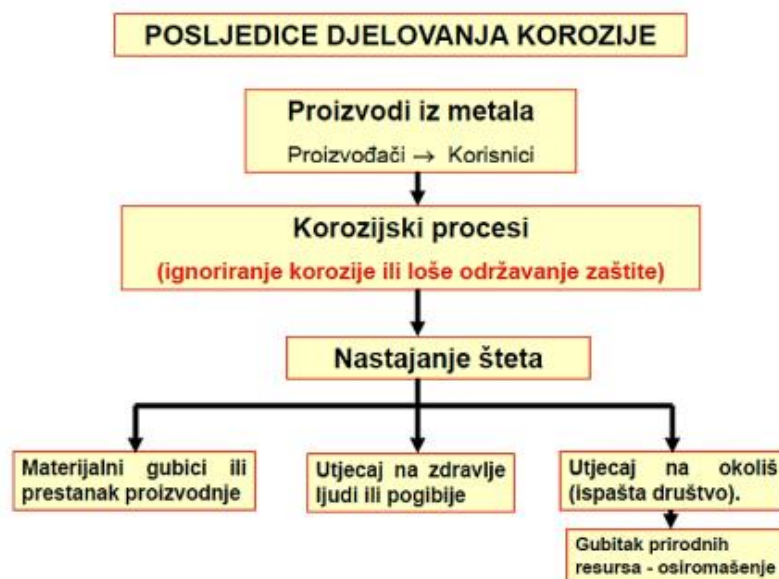 POSLJEDICE DJELOVANJA KOROZIJE
Proizvodi iz metala
Proizvođači → Korisnici
Korozijski procesi
(ignoriranje korozije ili loše održavanje zaštite)
Nastajanje šteta
Materijalni gubici ili
prestanak proizvodnje
Utjecaj na zdravlje
ljudi ili pogibije
Utjecaj na okoliš
(ispašta društvo).
Gubitak prirodnih
resursa - osiromašenje